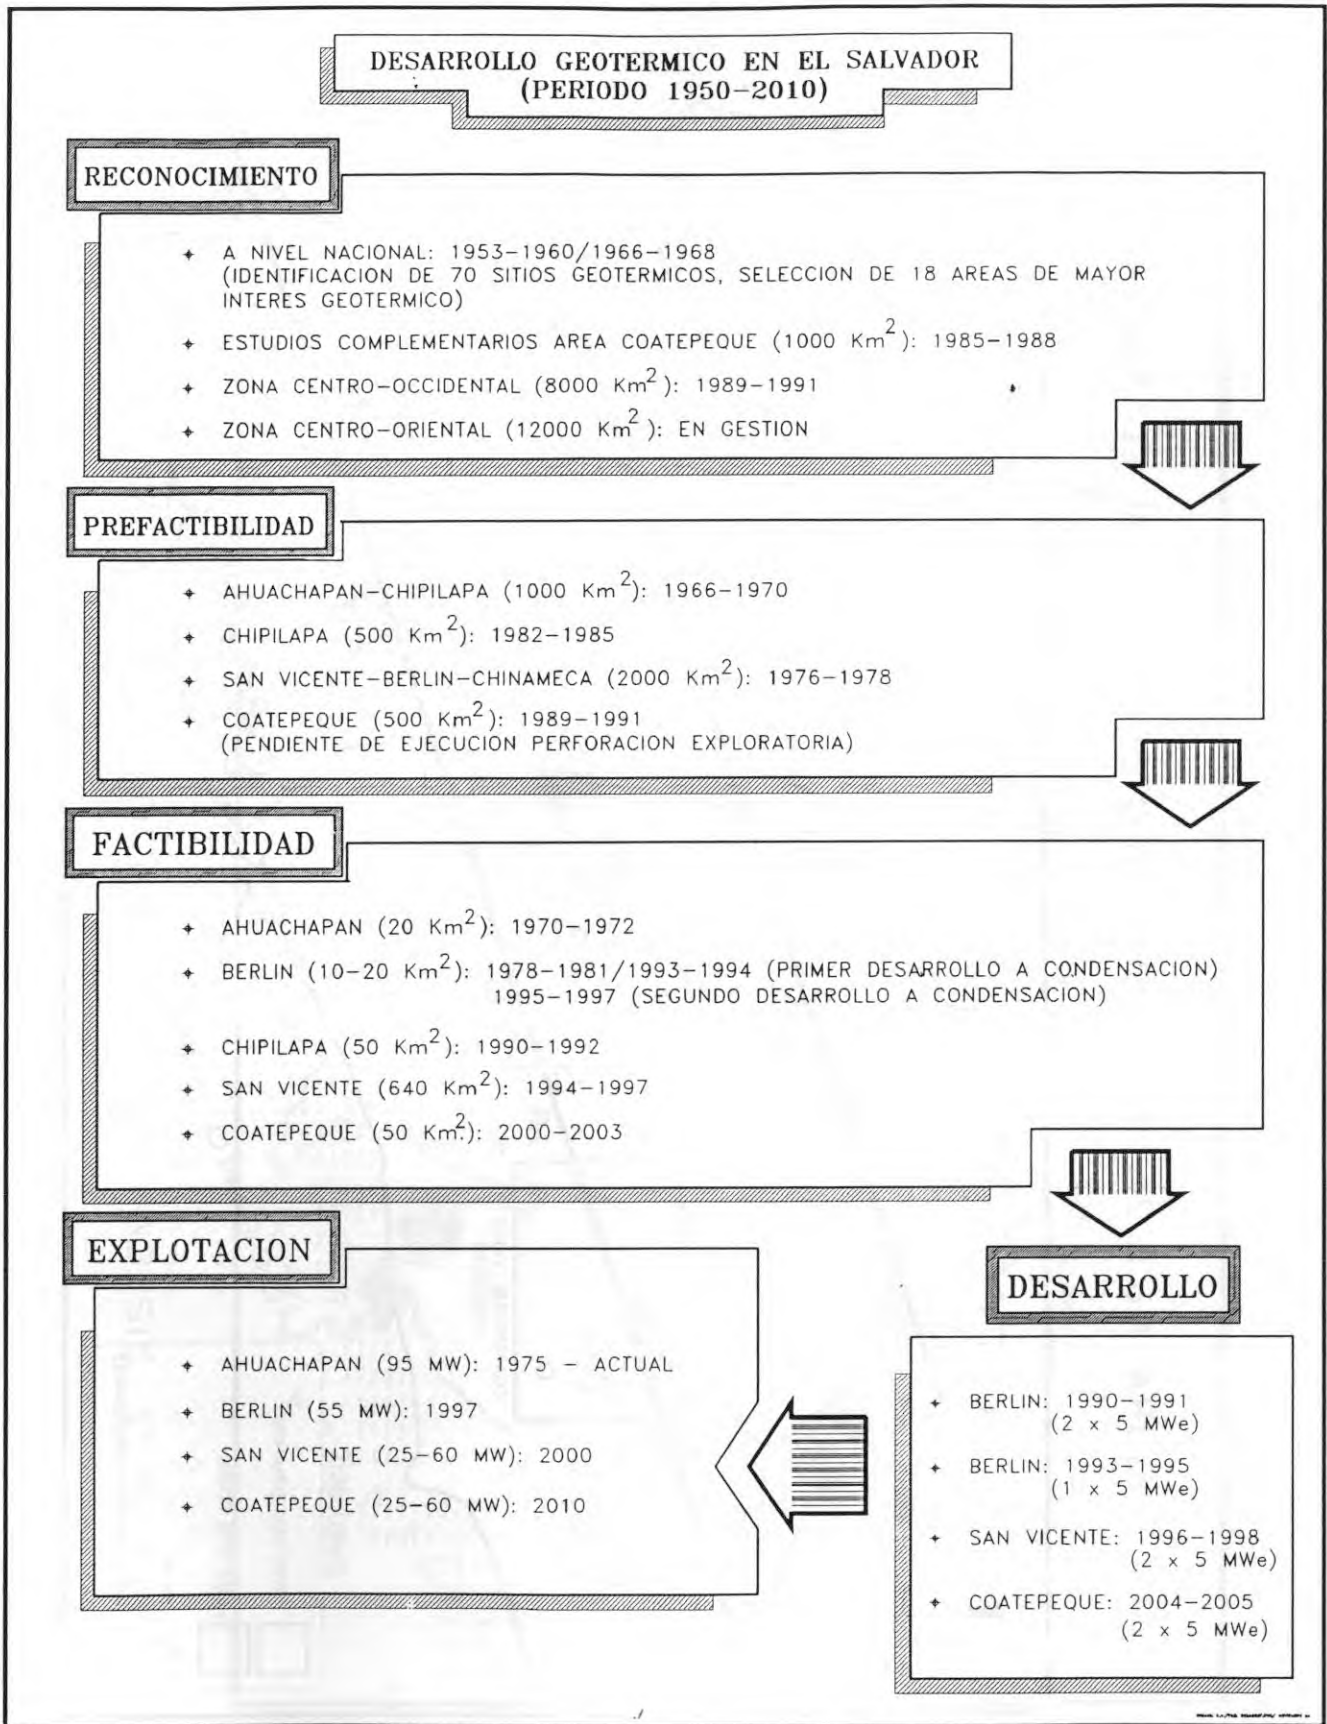 DESARROLLO GEOTERMICO EN EL SALVADOR
(PERIODO 1950-2010)
RECONOCIMIENTO
A NIVEL NACIONAL: 1953-1960/1966-1968
(IDENTIFICACION DE 70 SITIOS GEOTERMICOS, SELECCION DE 18 AREAS DE MAYOR
INTERES GEOTERMICO)
ESTUDIOS COMPLEMENTARIOS AREA COATEPEQUE (1000 Km²): 1985-1988
ZONA CENTRO-OCCIDENTAL (8000 Km²): 1989-1991
ZONA CENTRO-ORIENTAL (12000 Km²): EN GESTION
PREFACTIBILIDAD
AHUACHAPAN-CHIPILAPA (1000 Km²): 1966-1970
CHIPILAPA (500 Km²): 1982-1985
SAN VICENTE-BERLIN-CHINAMECA (2000 Km²): 1976-1978
COATEPEQUE (500 Km²): 1989-1991
(PENDIENTE DE EJECUCION PERFORACION EXPLORATORIA)
FACTIBILIDAD
AHUACHAPAN (20 Km²): 1970-1972
BERLIN (10-20 Km²): 1978-1981/1993-1994 (PRIMER DESARROLLO A CONDENSACION)
1995-1997 (SEGUNDO DESARROLLO A CONDENSACION)
CHIPILAPA (50 Km²): 1990-1992
SAN VICENTE (640 Km²): 1994-1997
COATEPEQUE (50 Km²): 2000-2003
EXPLOTACION
AHUACHAPAN (95 MW): 1975 - ACTUAL
BERLIN (55 MW): 1997
SAN VICENTE (25-60 MW): 2000
COATEPEQUE (25-60 MW): 2010
DESARROLLO
BERLIN: 1990-1991
(2 x 5 MWe)
BERLIN: 1993-1995
(1 x 5 MWe)
SAN VICENTE: 1996-1998
(2 x 5 MWe)
COATEPEQUE: 2004-2005
(2 x 5 MWe)